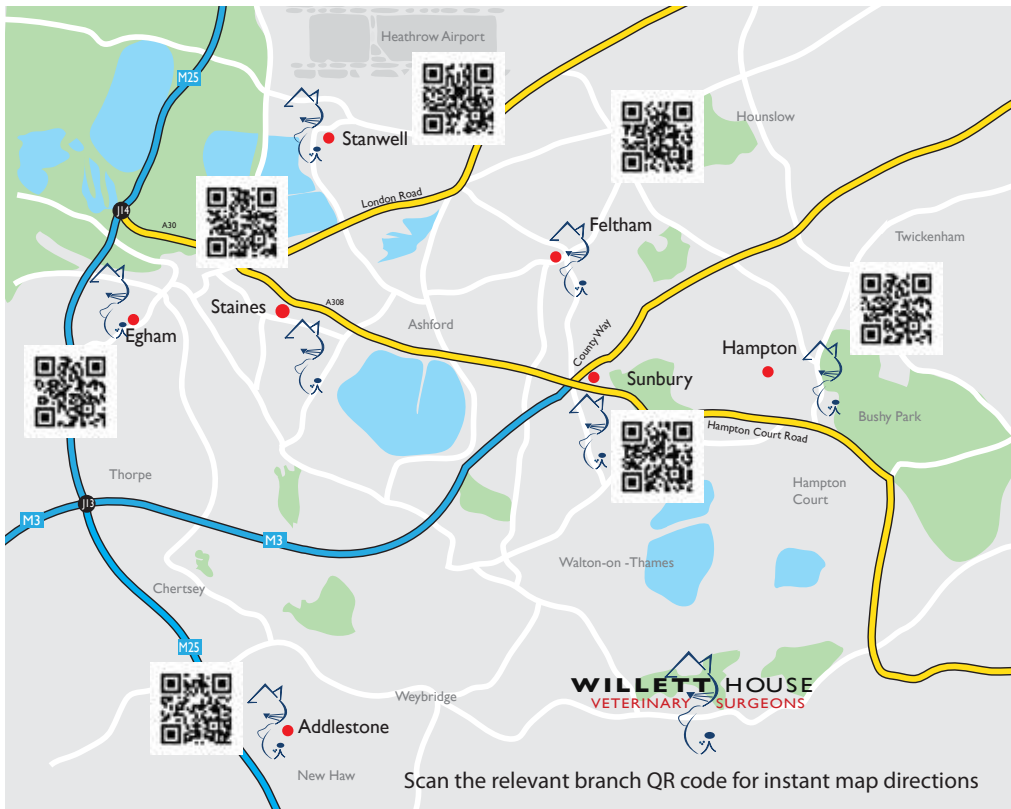 Heathrow Airport
M25
Hounslow
Stanwell
London Road
J14
A30
Feltham
Twickenham
Staines
A308
Egham
Ashford
County Way
Hampton
Sunbury
Bushy Park
Hampton Court Road
Thorpe
Hampton
Court
J13
M3
M3
Walton-on -Thames
Chertsey
M25
WILLETT HOUSE
VETERINARY SURGEONS
Weybridge
Addlestone
New Haw
Scan the relevant branch QR code for instant map directions